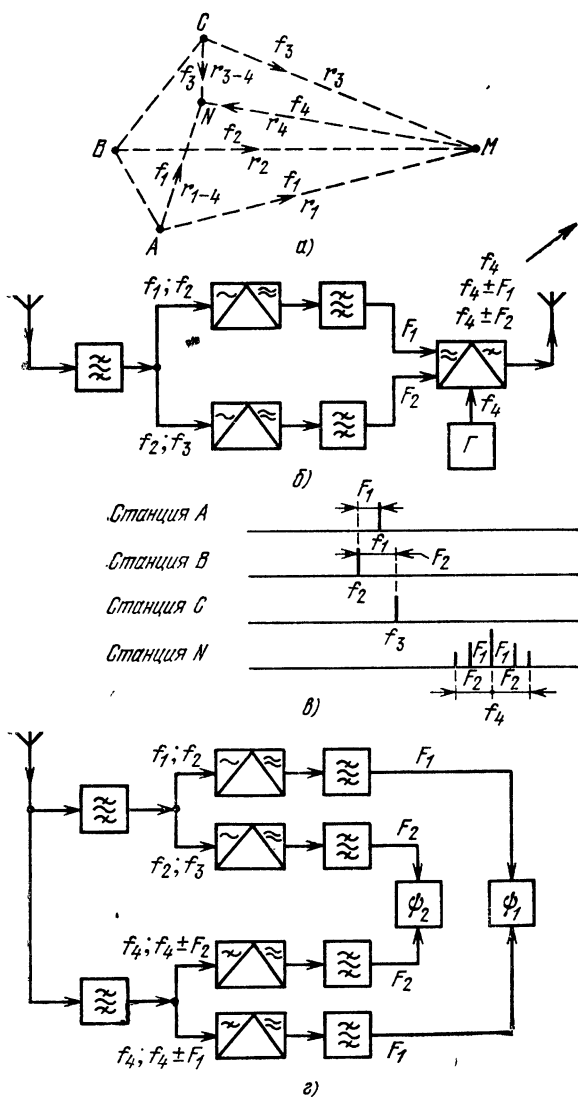 C
f₃
r₃
f₃
r₃₋₄
N
f₄
r₄
B
f₂
r₂
M
f₁
r₁₋₄
f₁
r₁
A
а)
f₄
f₄ ± F₁
f₄ ± F₂
f₁; f₂
F₁
f₂; f₃
F₂
f₄
Г
б)
Станция A
F₁
f₁
Станция B
F₂
f₂
Станция C
f₃
Станция N
F₁ F₁
F₂ F₂
f₄
в)
f₁; f₂
F₁
f₂; f₃
F₂
φ₂
φ₁
f₄; f₄ ± F₂
F₂
f₄; f₄ ± F₁
F₁
г)